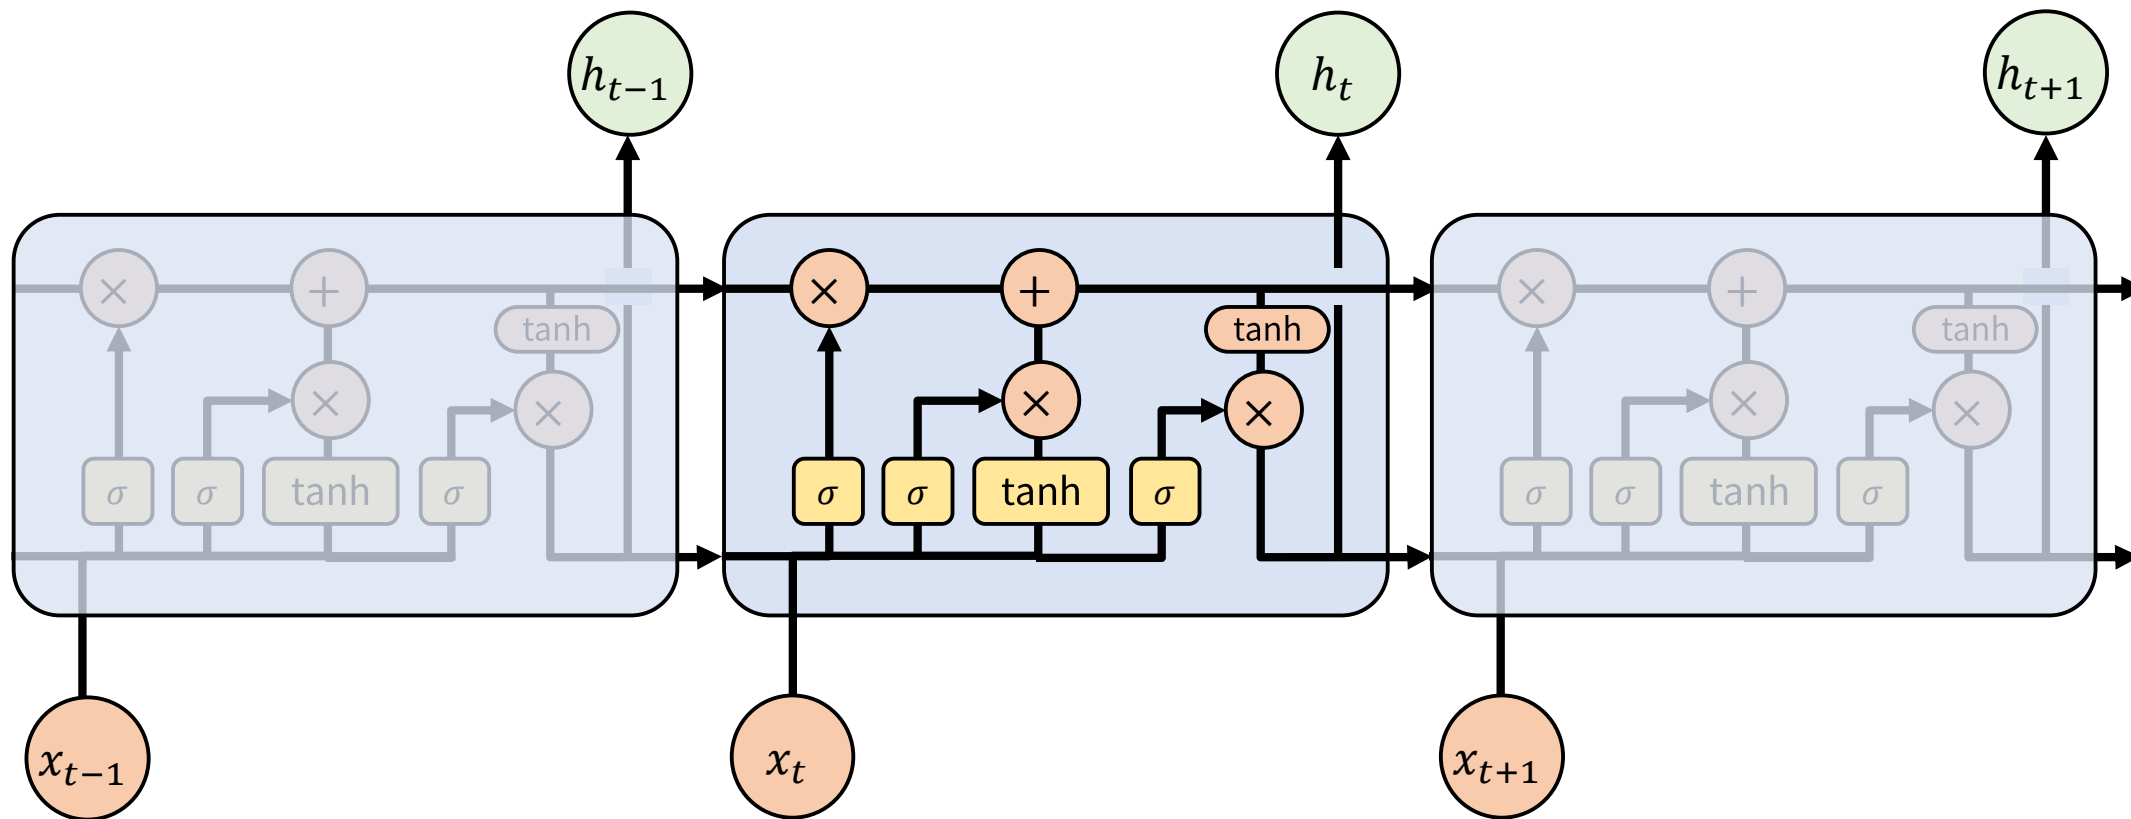 h_{t-1} h_t h_{t+1}
× + × + × +
tanh tanh tanh
× × × × × ×
σ σ tanh σ σ σ tanh σ σ σ tanh σ
x_{t-1} x_t x_{t+1}